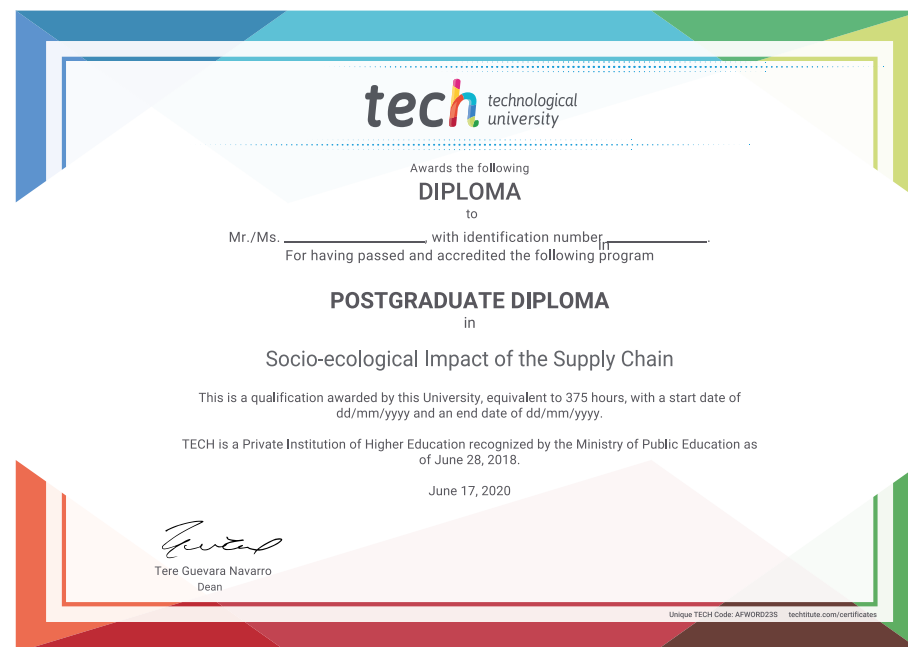 tech technological
university
Awards the following
DIPLOMA
to
Mr./Ms. ____________________, with identification number ______________.
In
For having passed and accredited the following program
POSTGRADUATE DIPLOMA
in
Socio-ecological Impact of the Supply Chain
This is a qualification awarded by this University, equivalent to 375 hours, with a start date of
dd/mm/yyyy and an end date of dd/mm/yyyy.
TECH is a Private Institution of Higher Education recognized by the Ministry of Public Education as
of June 28, 2018.
June 17, 2020
Tere Guevara Navarro
Dean
Unique TECH Code: AFWORD23S techtitute.com/certificates